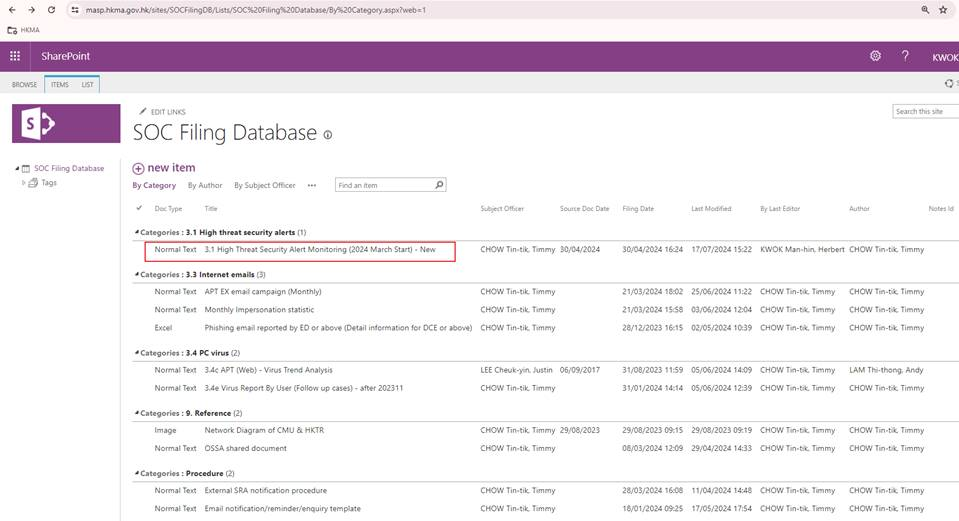 masp.hkma.gov.hk/sites/SOCFilingDB/Lists/SOC%20Filing%20Database/By%20Category.aspx?web=1
HKMA
SharePoint
KWOK
BROWSE ITEMS LIST
EDIT LINKS
SOC Filing Database
Search this site
SOC Filing Database
Tags
new item
By Category By Author By Subject Officer ••• Find an item
Doc Type Title Subject Officer Source Doc Date Filing Date Last Modified By Last Editor Author Notes Id
Categories : 3.1 High threat security alerts (1)
Normal Text 3.1 High Threat Security Alert Monitoring (2024 March Start) - New CHOW Tin-tik, Timmy 30/04/2024 30/04/2024 16:24 17/07/2024 15:22 KWOK Man-hin, Herbert CHOW Tin-tik, Timmy
Categories : 3.3 Internet emails (3)
Normal Text APT EX email campaign (Monthly) CHOW Tin-tik, Timmy 21/03/2024 18:02 25/06/2024 11:22 CHOW Tin-tik, Timmy CHOW Tin-tik, Timmy
Normal Text Monthly Impersonation statistic CHOW Tin-tik, Timmy 21/03/2024 15:58 03/06/2024 12:04 CHOW Tin-tik, Timmy CHOW Tin-tik, Timmy
Excel Phishing email reported by ED or above (Detail information for DCE or above) CHOW Tin-tik, Timmy 28/12/2023 16:15 02/05/2024 10:39 CHOW Tin-tik, Timmy CHOW Tin-tik, Timmy
Categories : 3.4 PC virus (2)
Normal Text 3.4c APT (Web) - Virus Trend Analysis LEE Cheuk-yin, Justin 06/09/2017 31/08/2023 11:59 05/06/2024 14:09 CHOW Tin-tik, Timmy LAM Thi-thong, Andy
Normal Text 3.4e Virus Report By User (Follow up cases) - after 202311 CHOW Tin-tik, Timmy 31/01/2024 14:14 05/06/2024 12:39 CHOW Tin-tik, Timmy CHOW Tin-tik, Timmy
Categories : 9. Reference (2)
Image Network Diagram of CMU & HKTR CHOW Tin-tik, Timmy 29/08/2023 29/08/2023 09:15 29/08/2023 09:19 CHOW Tin-tik, Timmy CHOW Tin-tik, Timmy
Normal Text OSSA shared document CHOW Tin-tik, Timmy 08/03/2024 12:09 29/04/2024 14:33 CHOW Tin-tik, Timmy CHOW Tin-tik, Timmy
Categories : Procedure (2)
Normal Text External SRA notification procedure CHOW Tin-tik, Timmy 28/03/2024 16:08 11/04/2024 14:48 CHOW Tin-tik, Timmy CHOW Tin-tik, Timmy
Normal Text Email notification/reminder/enquiry template CHOW Tin-tik, Timmy 18/01/2024 09:25 17/05/2024 17:54 CHOW Tin-tik, Timmy CHOW Tin-tik, Timmy